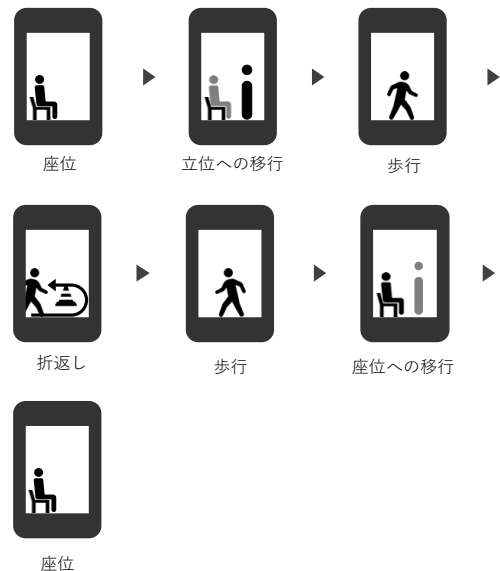 座位
立位への移行
歩行
折返し
歩行
座位への移行
座位